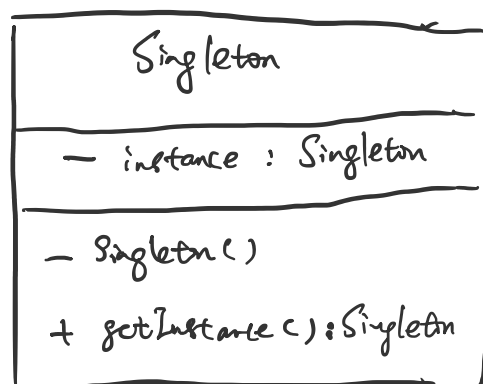 Singleton
- instance : Singleton
- Singleton()
+ getInstance() : Singleton